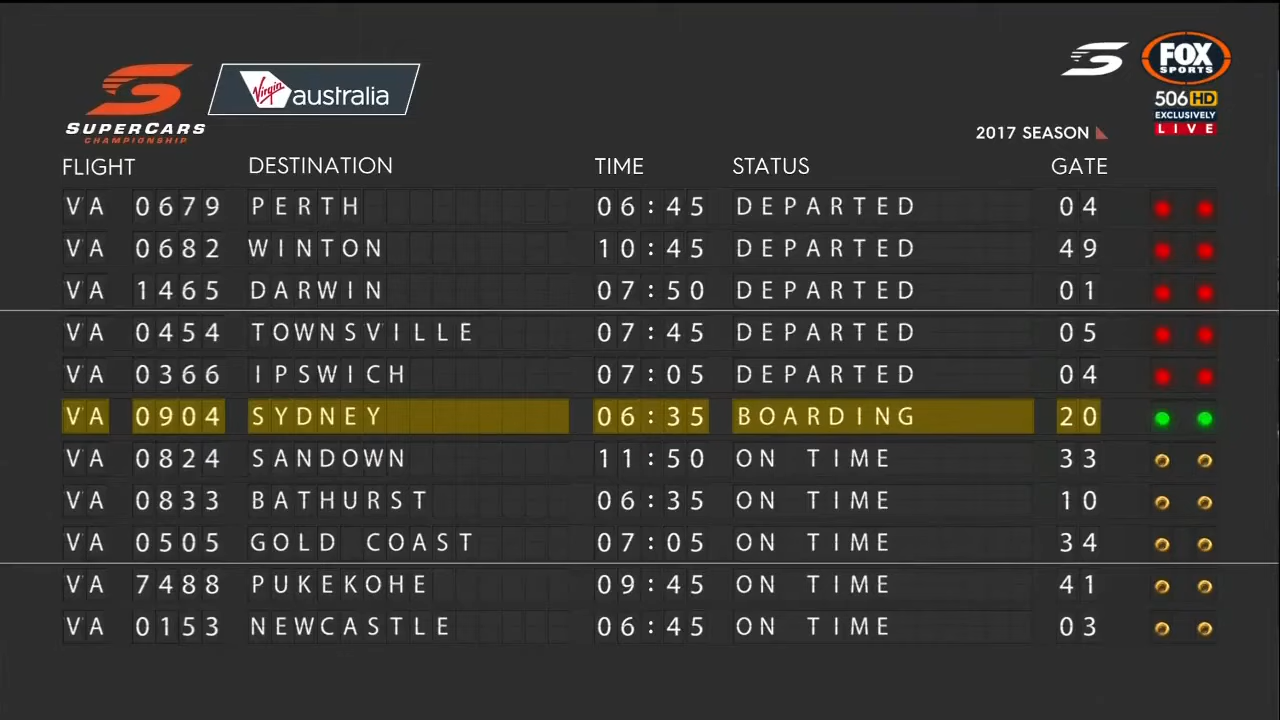 SUPERCARS
CHAMPIONSHIP
Virgin australia
FOX
SPORTS
506 HD
EXCLUSIVELY
LIVE
2017 SEASON
FLIGHT DESTINATION TIME STATUS GATE
VA 0679 PERTH 06:45 DEPARTED 04
VA 0682 WINTON 10:45 DEPARTED 49
VA 1465 DARWIN 07:50 DEPARTED 01
VA 0454 TOWNSVILLE 07:45 DEPARTED 05
VA 0366 IPSWICH 07:05 DEPARTED 04
VA 0904 SYDNEY 06:35 BOARDING 20
VA 0824 SANDOWN 11:50 ON TIME 33
VA 0833 BATHURST 06:35 ON TIME 10
VA 0505 GOLD COAST 07:05 ON TIME 34
VA 7488 PUKEKOHE 09:45 ON TIME 41
VA 0153 NEWCASTLE 06:45 ON TIME 03